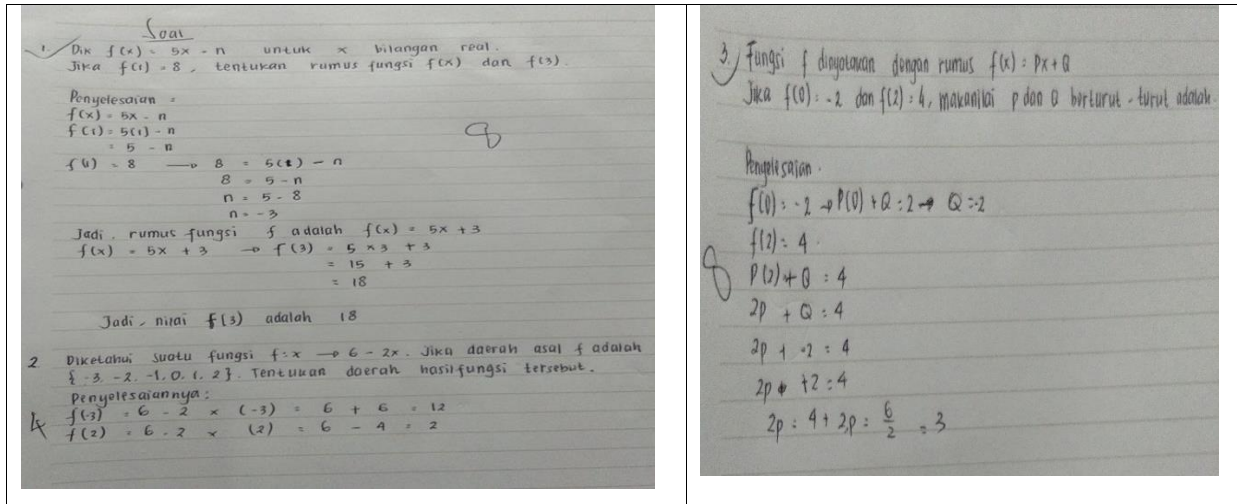 Soal
1. Dik f(x) = 5x - n untuk x bilangan real.
Jika f(1) = 8, tentukan rumus fungsi f(x) dan f(3).
Penyelesaian =
f(x) = 5x - n
f(1) = 5(1) - n
= 5 - n
8
f(1) = 8 → 8 = 5(1) - n
8 = 5 - n
n = 5 - 8
n = -3
Jadi, rumus fungsi f adalah f(x) = 5x + 3
f(x) = 5x + 3 → f(3) = 5 x 3 + 3
= 15 + 3
= 18
Jadi, nilai f(3) adalah 18
2 Diketahui suatu fungsi f:x → 6 - 2x. Jika daerah asal f adalah
{-3, -2, -1, 0, 1, 2}. Tentukan daerah hasil fungsi tersebut.
Penyelesaiannya:
4
f(-3) = 6 - 2 x (-3) = 6 + 6 = 12
f(2) = 6 - 2 x (2) = 6 - 4 = 2
3. Fungsi f dinyatakan dengan rumus f(x) = Px + Q
Jika f(0) = -2 dan f(2) = 4, makanilai p dan Q berturut-turut adalah.
Penyelesaian.
f(0) = -2 → P(0) + Q = 2 → Q = -2
f(2) = 4
8
P(2) + Q = 4
2p + Q = 4
2p + -2 = 4
2p +2 = 4
2p = 4 + 2p = 6/2 = 3